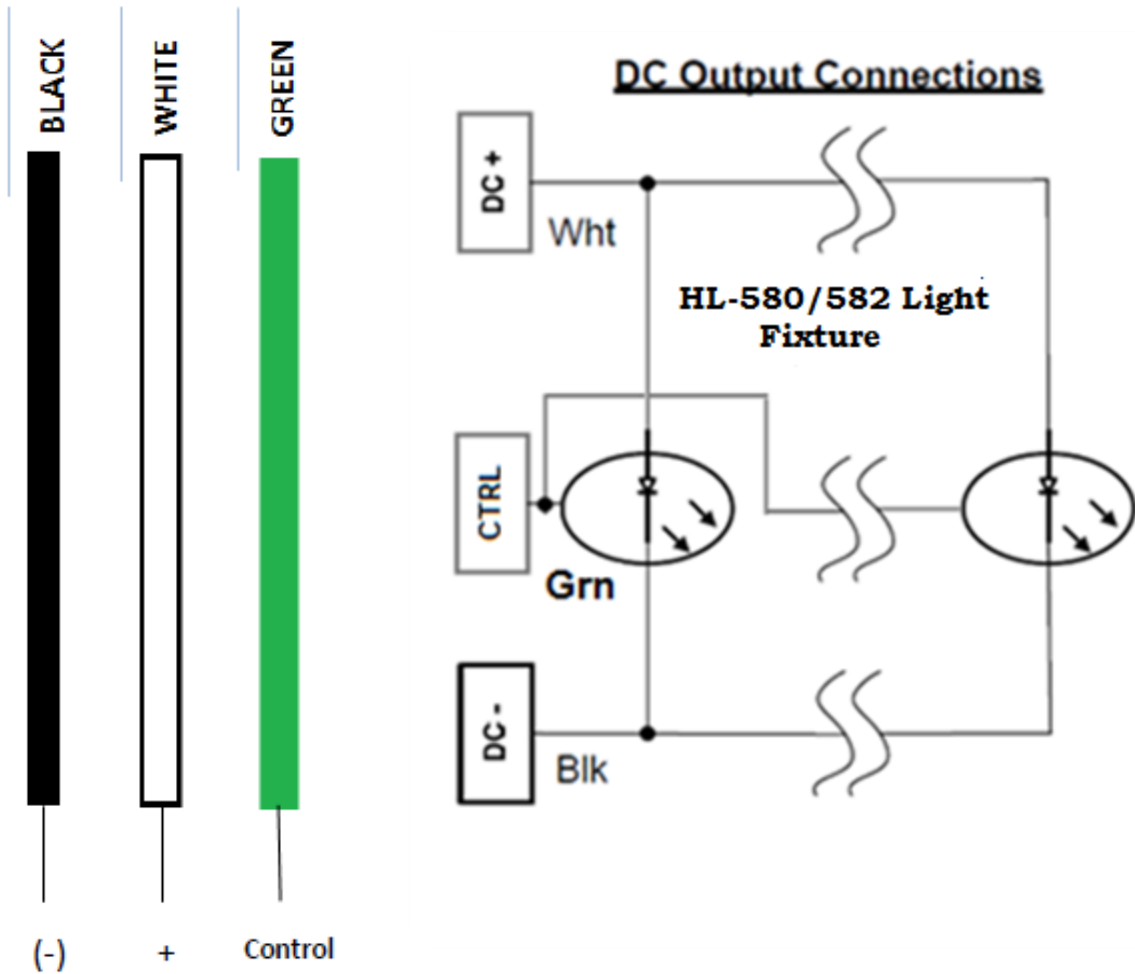 BLACK
WHITE
GREEN
(-)
+
Control
DC Output Connections
DC +
Wht
HL-580/582 Light
Fixture
CTRL
Grn
DC -
Blk